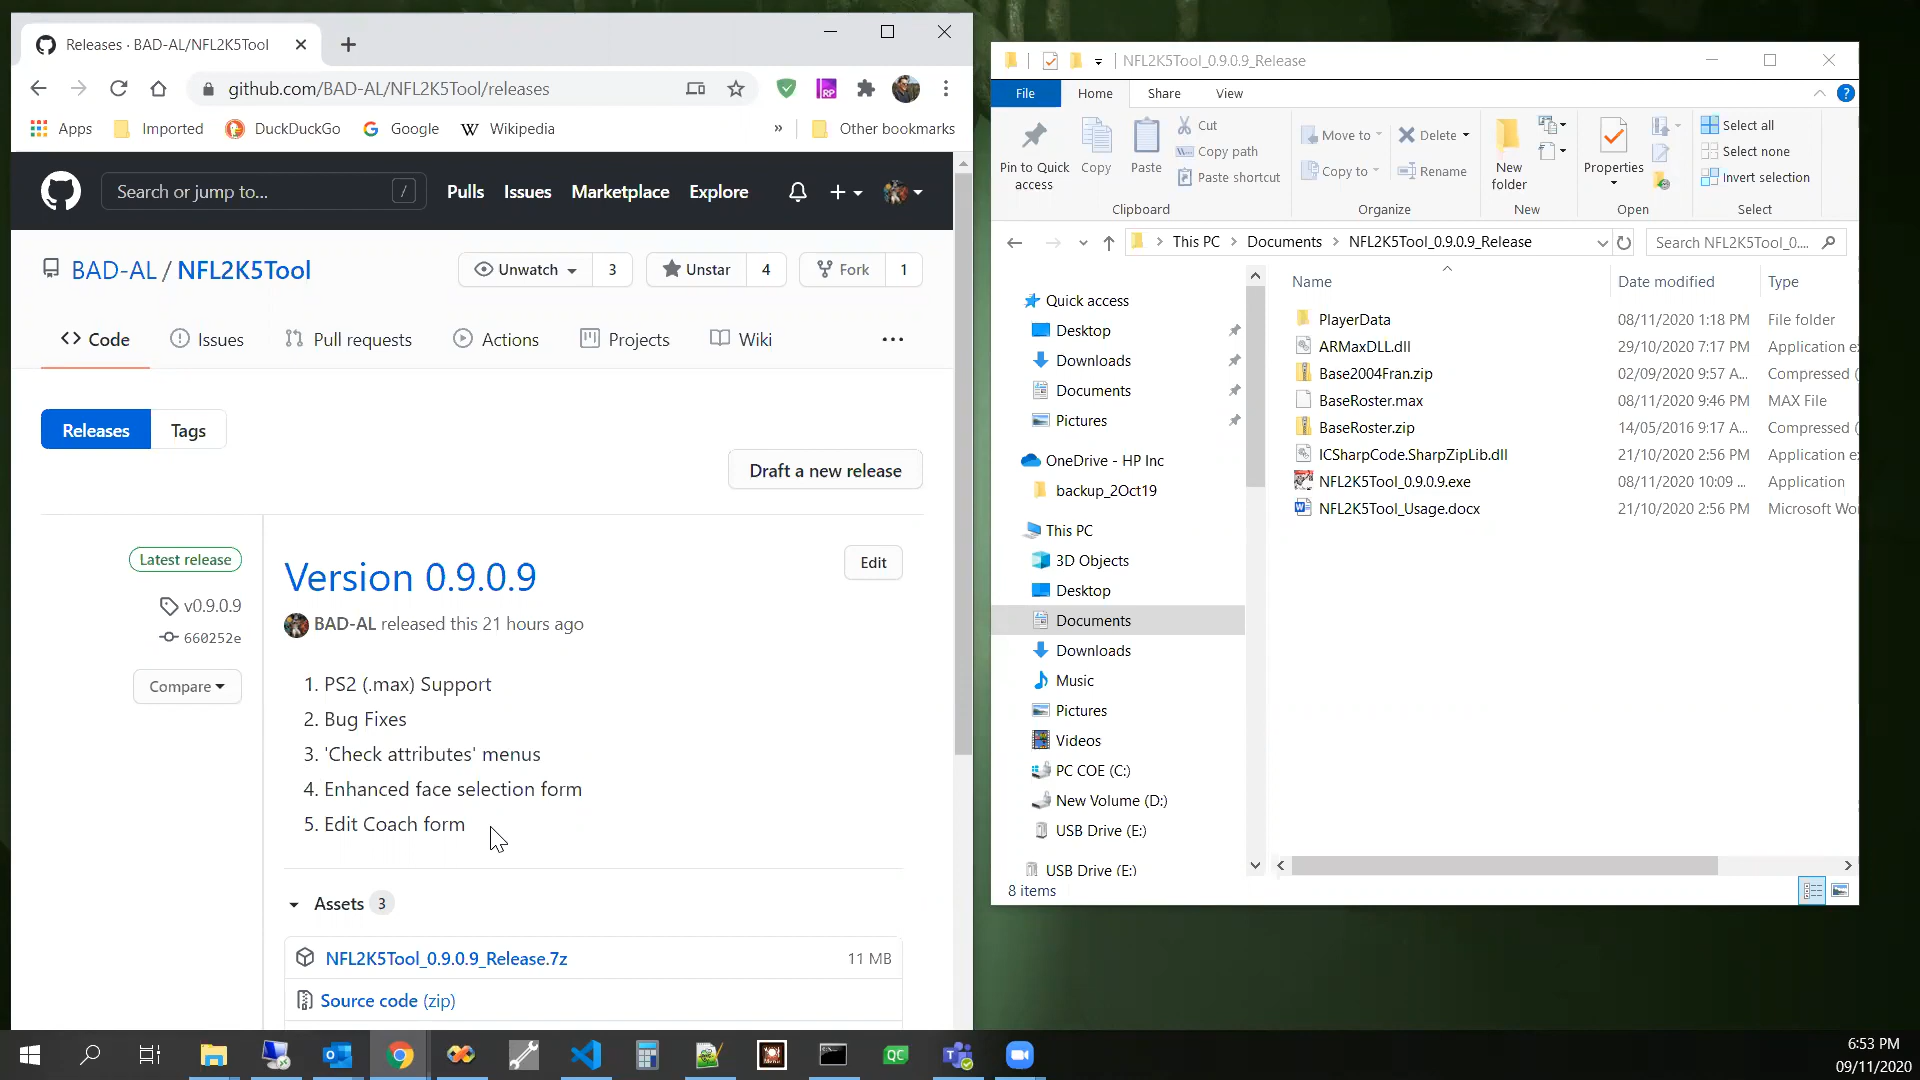 Releases · BAD-AL/NFL2K5Tool
github.com/BAD-AL/NFL2K5Tool/releases
RP
Apps
Imported
DuckDuckGo
Google
Wikipedia
»
Other bookmarks
Search or jump to...
/
Pulls
Issues
Marketplace
Explore
BAD-AL / NFL2K5Tool
Unwatch
3
Unstar
4
Fork
1
Code
Issues
Pull requests
Actions
Projects
Wiki
Releases
Tags
Draft a new release
Latest release
v0.9.0.9
660252e
Compare
Version 0.9.0.9
Edit
BAD-AL released this 21 hours ago
1. PS2 (.max) Support
2. Bug Fixes
3. 'Check attributes' menus
4. Enhanced face selection form
5. Edit Coach form
Assets 3
NFL2K5Tool_0.9.0.9_Release.7z
11 MB
Source code (zip)
NFL2K5Tool_0.9.0.9_Release
File
Home
Share
View
Pin to Quick access
Copy
Paste
Cut
Copy path
Paste shortcut
Clipboard
Move to
Copy to
Delete
Rename
Organize
New folder
New
Properties
Open
Select all
Select none
Invert selection
Select
This PC
Documents
NFL2K5Tool_0.9.0.9_Release
Search NFL2K5Tool_0....
Quick access
Desktop
Downloads
Documents
Pictures
OneDrive - HP Inc
backup_2Oct19
This PC
3D Objects
Desktop
Documents
Downloads
Music
Pictures
Videos
PC COE (C:)
New Volume (D:)
USB Drive (E:)
USB Drive (E:)
Name
Date modified
Type
PlayerData
08/11/2020 1:18 PM
File folder
ARMaxDLL.dll
29/10/2020 7:17 PM
Application e
Base2004Fran.zip
02/09/2020 9:57 A...
Compressed (
BaseRoster.max
08/11/2020 9:46 PM
MAX File
BaseRoster.zip
14/05/2016 9:17 A...
Compressed (
ICSharpCode.SharpZipLib.dll
21/10/2020 2:56 PM
Application e
NFL2K5Tool_0.9.0.9.exe
08/11/2020 10:09 ...
Application
NFL2K5Tool_Usage.docx
21/10/2020 2:56 PM
Microsoft Wo
8 items
QC
6:53 PM
09/11/2020